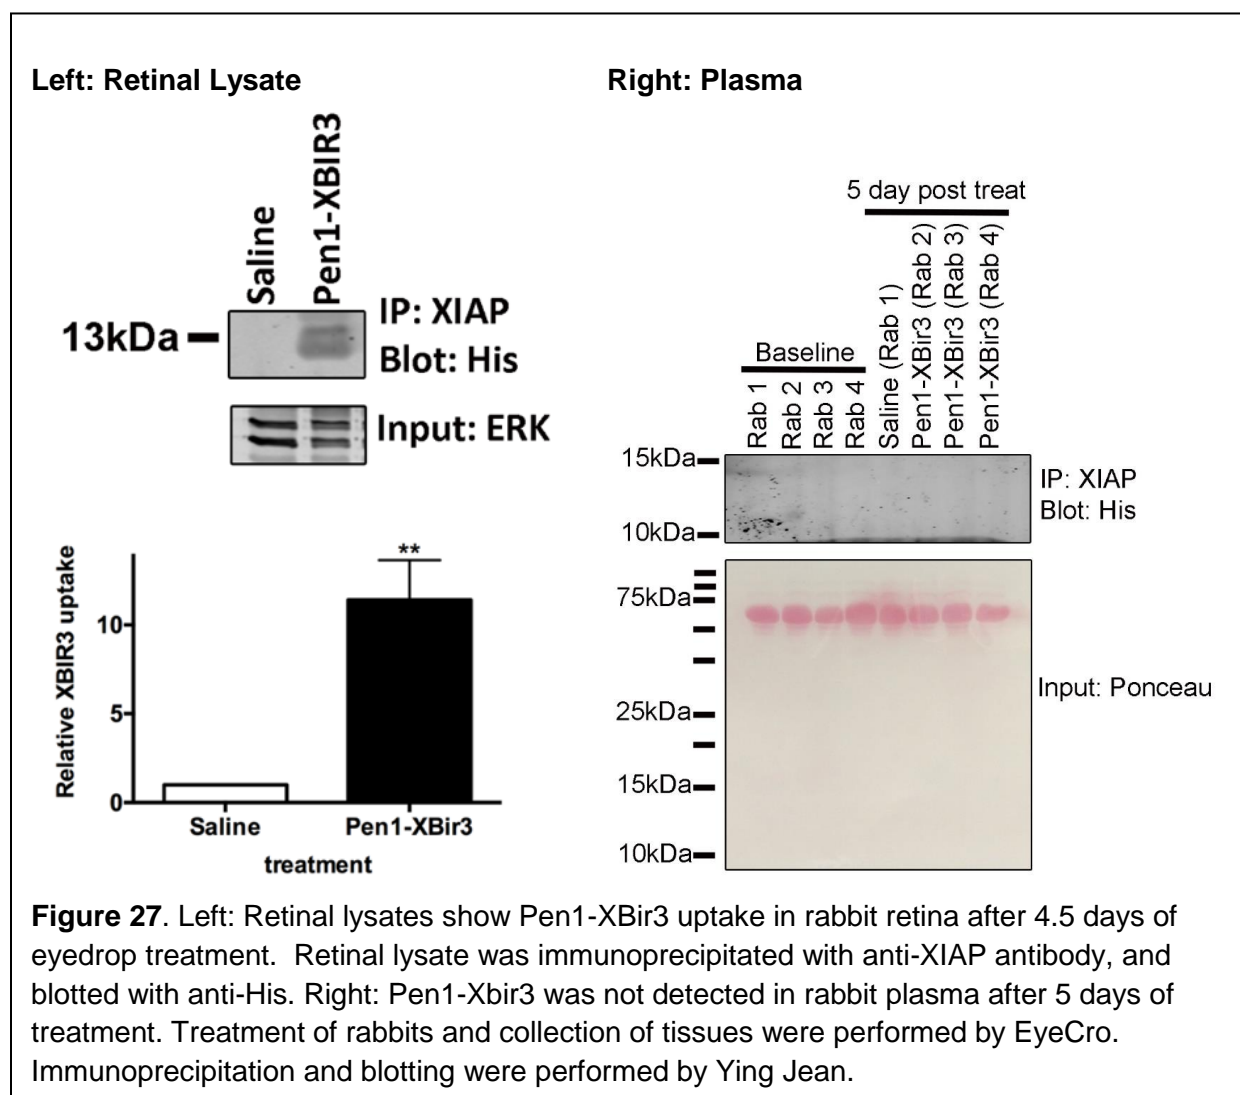 Left: Retinal Lysate
Right: Plasma
Saline
Pen1-XBIR3
13kDa
IP: XIAP
Blot: His
Input: ERK
Relative XBIR3 uptake
10
5
0
**
Saline
Pen1-XBir3
treatment
5 day post treat
Baseline
Rab 1
Rab 2
Rab 3
Rab 4
Saline (Rab 1)
Pen1-XBir3 (Rab 2)
Pen1-XBir3 (Rab 3)
Pen1-XBir3 (Rab 4)
15kDa
10kDa
IP: XIAP
Blot: His
75kDa
25kDa
15kDa
10kDa
Input: Ponceau
Figure 27. Left: Retinal lysates show Pen1-XBir3 uptake in rabbit retina after 4.5 days of
eyedrop treatment.  Retinal lysate was immunoprecipitated with anti-XIAP antibody, and
blotted with anti-His. Right: Pen1-Xbir3 was not detected in rabbit plasma after 5 days of
treatment. Treatment of rabbits and collection of tissues were performed by EyeCro.
Immunoprecipitation and blotting were performed by Ying Jean.